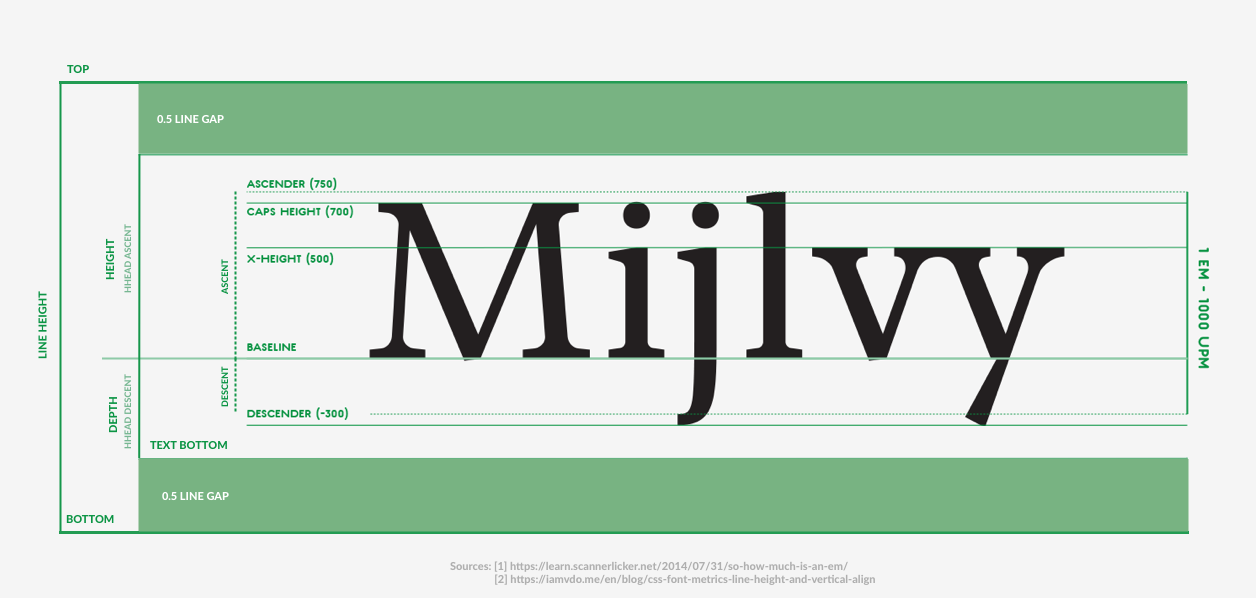 TOP
0.5 LINE GAP
ASCENDER (750)
CAPS HEIGHT (700)
X-HEIGHT (500)
BASELINE
DESCENDER (-300)
TEXT BOTTOM
0.5 LINE GAP
BOTTOM
LINE HEIGHT
HEIGHT
HHEAD ASCENT
DEPTH
HHEAD DESCENT
ASCENT
DESCENT
Mijlvy
1 EM - 1000 UPM
Sources: [1] https://learn.scannerlicker.net/2014/07/31/so-how-much-is-an-em/
[2] https://iamvdo.me/en/blog/css-font-metrics-line-height-and-vertical-align